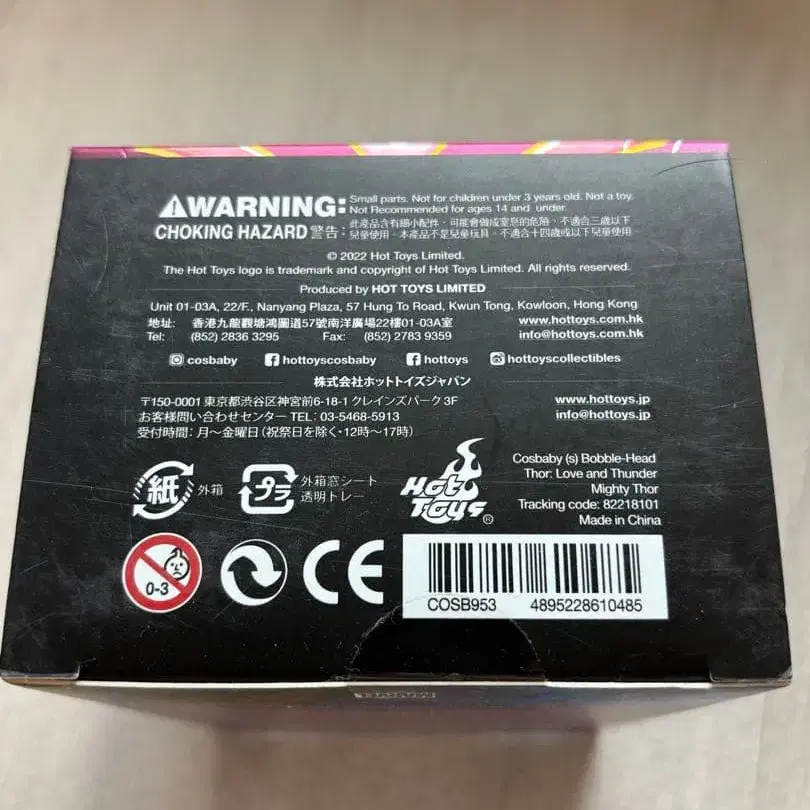 WARNING: Small parts. Not for children under 3 years old. Not a toy.
Not Recommended for ages 14 and under.
CHOKING HAZARD 警告: 此產品含有細小配件, 可能會做成窒息的危險, 不適合三歲以下
兒童使用。本產品不是兒童玩具。不適合十四歲或以下兒童使用。
© 2022 Hot Toys Limited.
The Hot Toys logo is trademark and copyright of Hot Toys Limited. All rights reserved.
Produced by HOT TOYS LIMITED
Unit 01-03A, 22/F., Nanyang Plaza, 57 Hung To Road, Kwun Tong, Kowloon, Hong Kong
地址: 香港九龍觀塘鴻圖道57號南洋廣場22樓01-03A室 www.hottoys.com.hk
Tel: (852) 2836 3295 Fax: (852) 2783 9359 info@hottoys.com.hk
cosbaby hottoyscosbaby hottoys hottoyscollectibles
株式会社ホットトイズジャパン
〒150-0001 東京都渋谷区神宮前6-18-1 クレインズパーク 3F www.hottoys.jp
お客様問い合わせセンター TEL: 03-5468-5913 info@hottoys.jp
受付時間: 月～金曜日 (祝祭日を除く・12時～17時)
紙 外箱
プラ 外箱窓シート
透明トレー
Hot Toys ®
Cosbaby (s) Bobble-Head
Thor: Love and Thunder
Mighty Thor
Tracking code: 82218101
Made in China
0-3
CE
COSB953 4895228610485